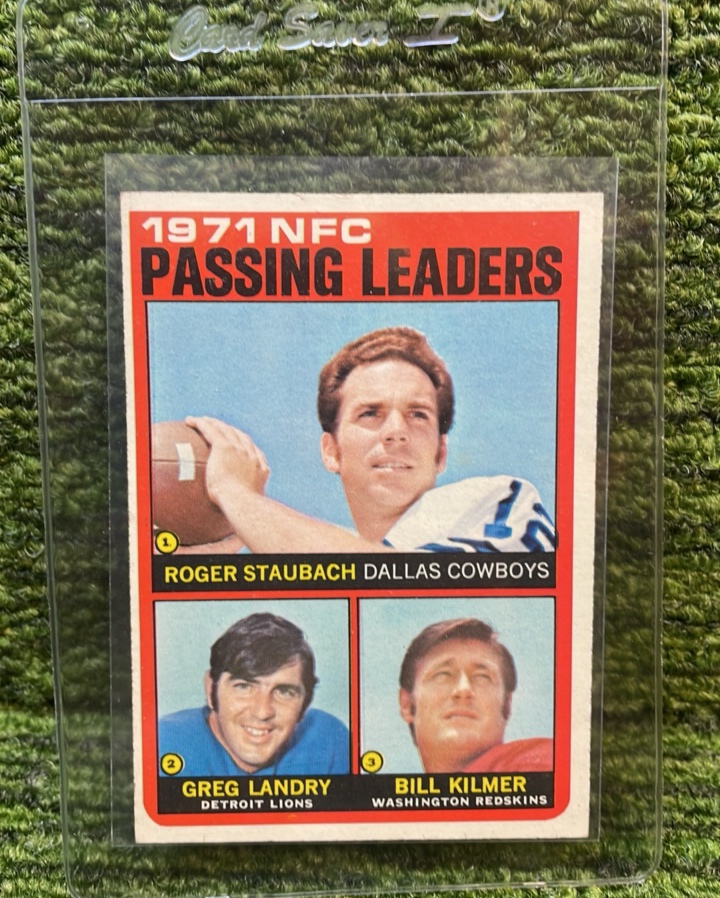 Card Saver I®
1971 NFC
PASSING LEADERS
1
1
ROGER STAUBACH DALLAS COWBOYS
2
3
GREG LANDRY
DETROIT LIONS
BILL KILMER
WASHINGTON REDSKINS